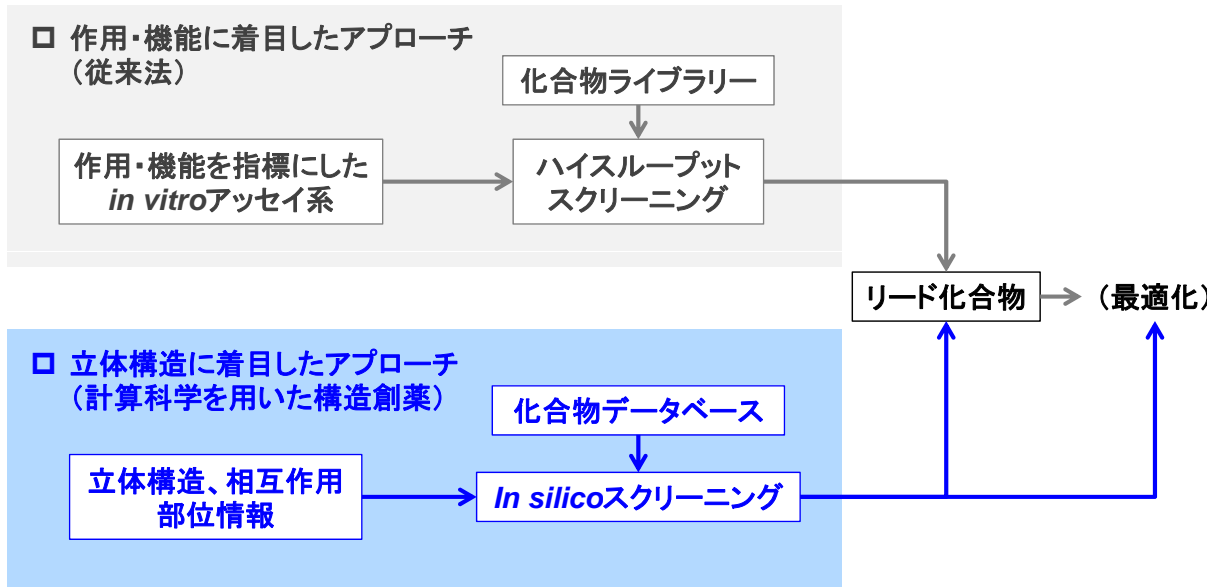 □ 作用・機能に着目したアプローチ
（従来法）
化合物ライブラリー
作用・機能を指標にした
in vitroアッセイ系
ハイスループット
スクリーニング
リード化合物
（最適化）
□ 立体構造に着目したアプローチ
（計算科学を用いた構造創薬）
化合物データベース
立体構造、相互作用
部位情報
In silicoスクリーニング